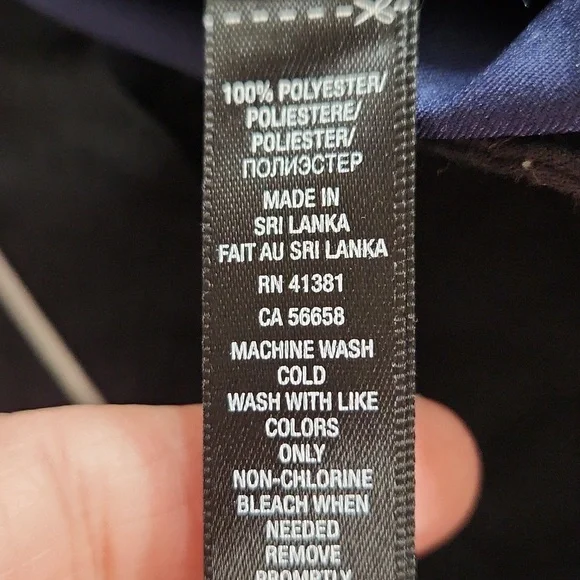 100% POLYESTER/
POLIESTERE/
POLIESTER/
ПОЛИЭСТЕР
MADE IN
SRI LANKA
FAIT AU SRI LANKA
RN 41381
CA 56658
MACHINE WASH
COLD
WASH WITH LIKE
COLORS
ONLY
NON-CHLORINE
BLEACH WHEN
NEEDED
REMOVE
PROMPTLY